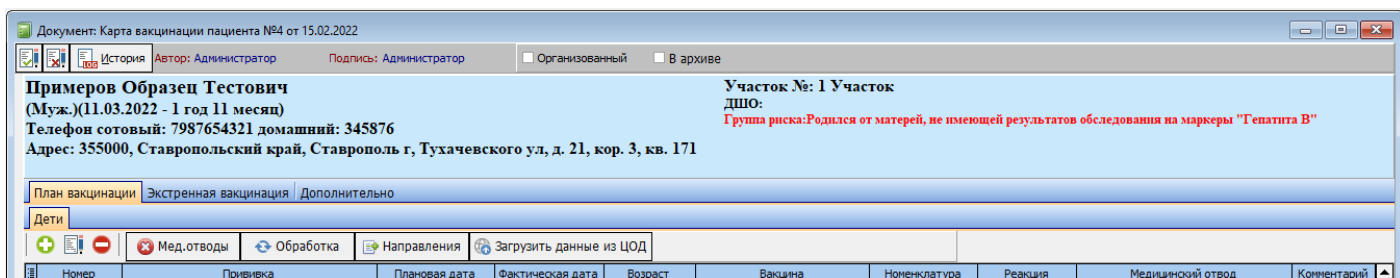 Документ: Карта вакцинации пациента №4 от 15.02.2022
История Автор: Администратор Подпись: Администратор Организованный В архиве
Примеров Образец Тестович
(Муж.)(11.03.2022 - 1 год 11 месяц)
Телефон сотовый: 7987654321 домашний: 345876
Адрес: 355000, Ставропольский край, Ставрополь г, Тухачевского ул, д. 21, кор. 3, кв. 171
Участок №: 1 Участок
ДШО:
Группа риска:Родился от матерей, не имеющей результатов обследования на маркеры "Гепатита В"
План вакцинации Экстренная вакцинация Дополнительно
Дети
Мед.отводы Обработка Направления Загрузить данные из ЦОД
Номер Прививка Плановая дата Фактическая дата Возраст Вакцина Номенклатура Реакция Медицинский отвод Комментарий